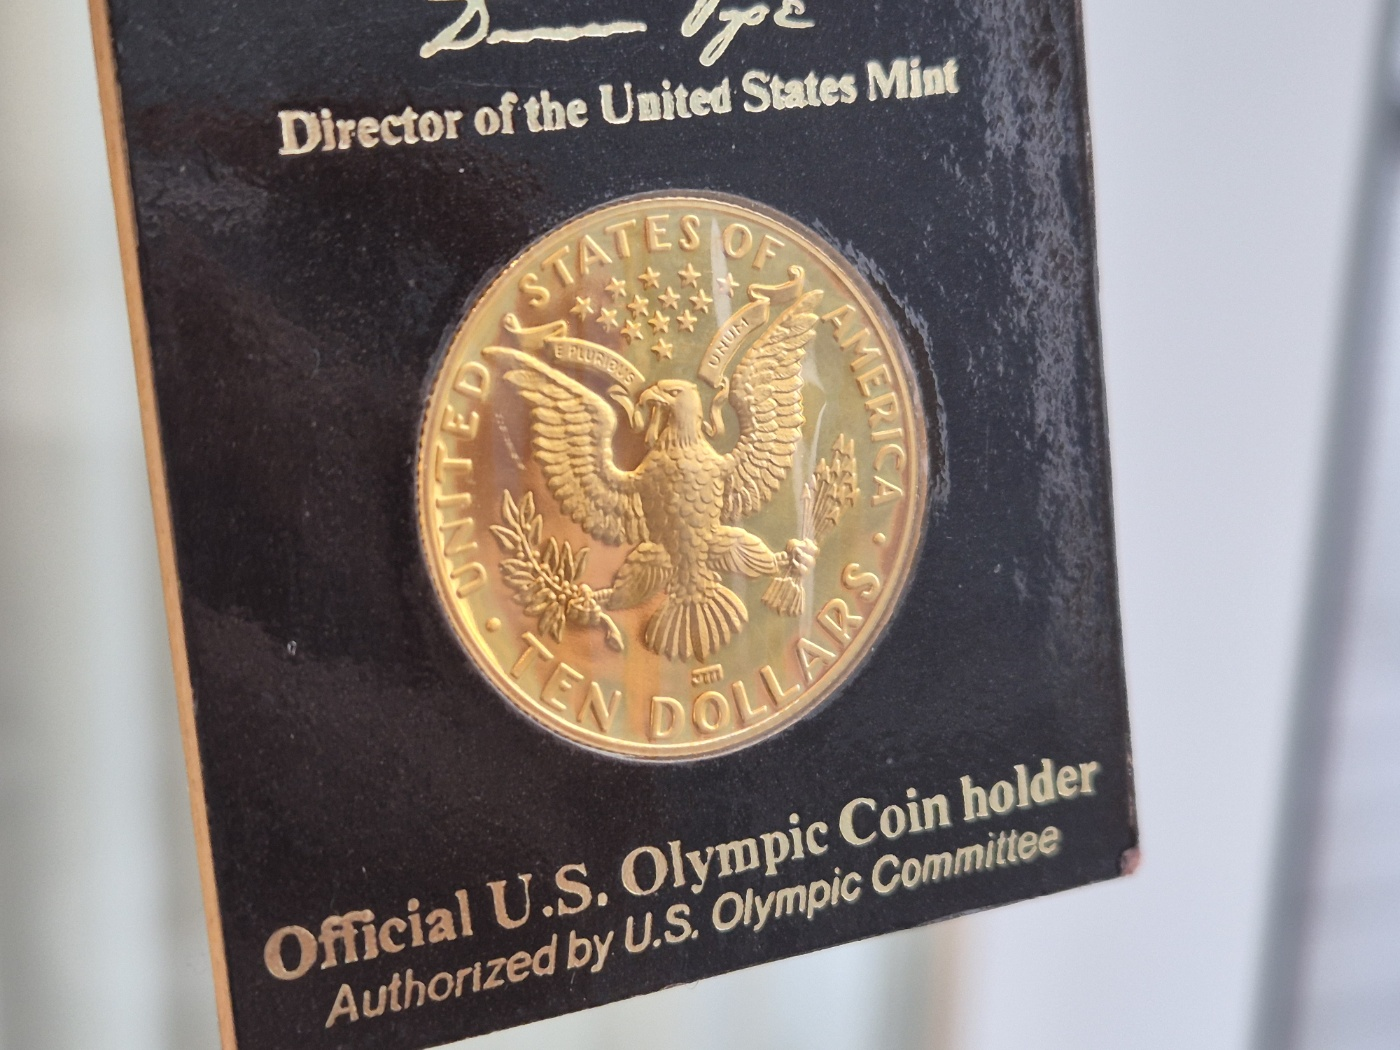 Director of the United States Mint
UNITED STATES OF AMERICA
E PLURIBUS UNUM
• TEN DOLLARS •
Official U.S. Olympic Coin holder
Authorized by U.S. Olympic Committee